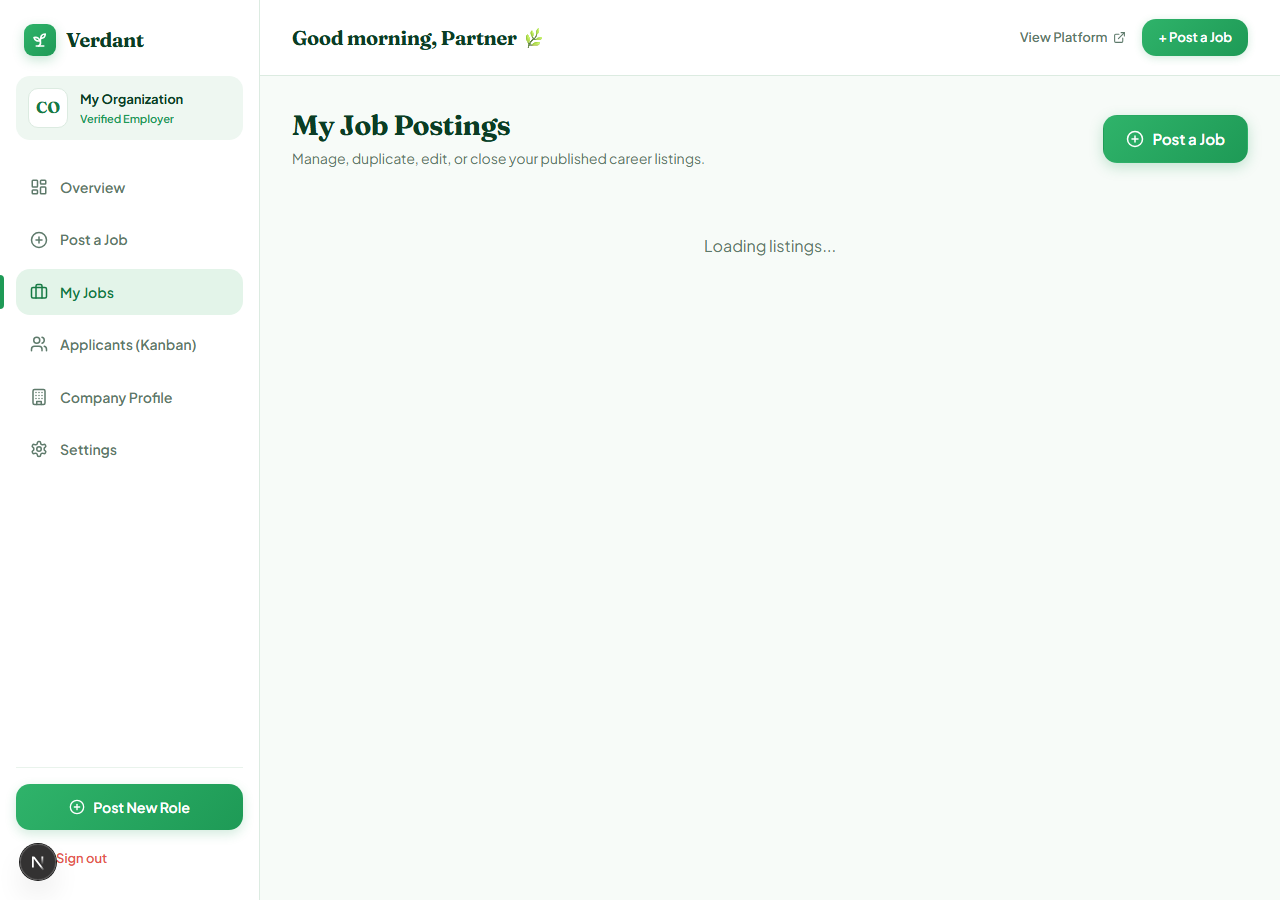 Verdant
CO
My Organization
Verified Employer
Overview
Post a Job
My Jobs
Applicants (Kanban)
Company Profile
Settings
Post New Role
N
Sign out
Good morning, Partner 🌿
View Platform
+ Post a Job
My Job Postings
Manage, duplicate, edit, or close your published career listings.
Post a Job
Loading listings...